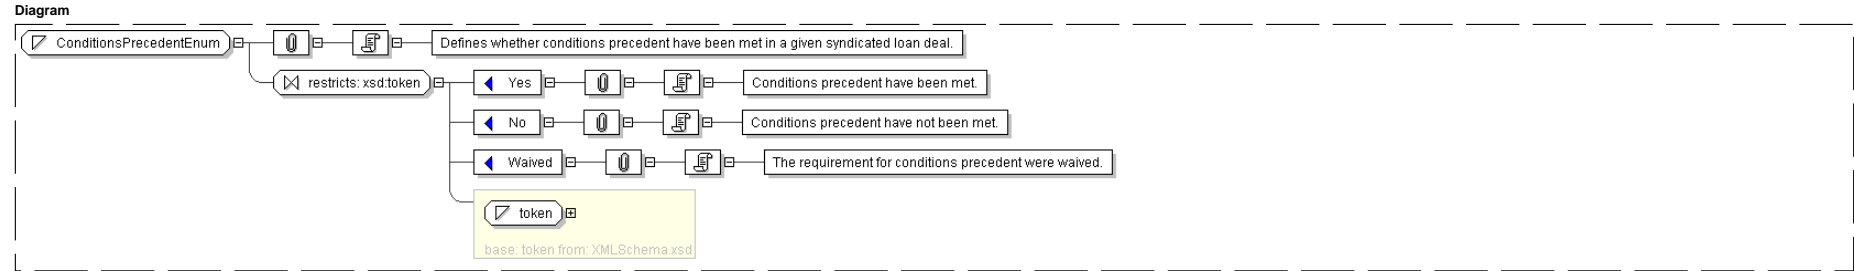 Diagram
ConditionsPrecedentEnum
Defines whether conditions precedent have been met in a given syndicated loan deal.
restricts: xsd:token
Yes
Conditions precedent have been met.
No
Conditions precedent have not been met.
Waived
The requirement for conditions precedent were waived.
token
base: token from: XMLSchema.xsd